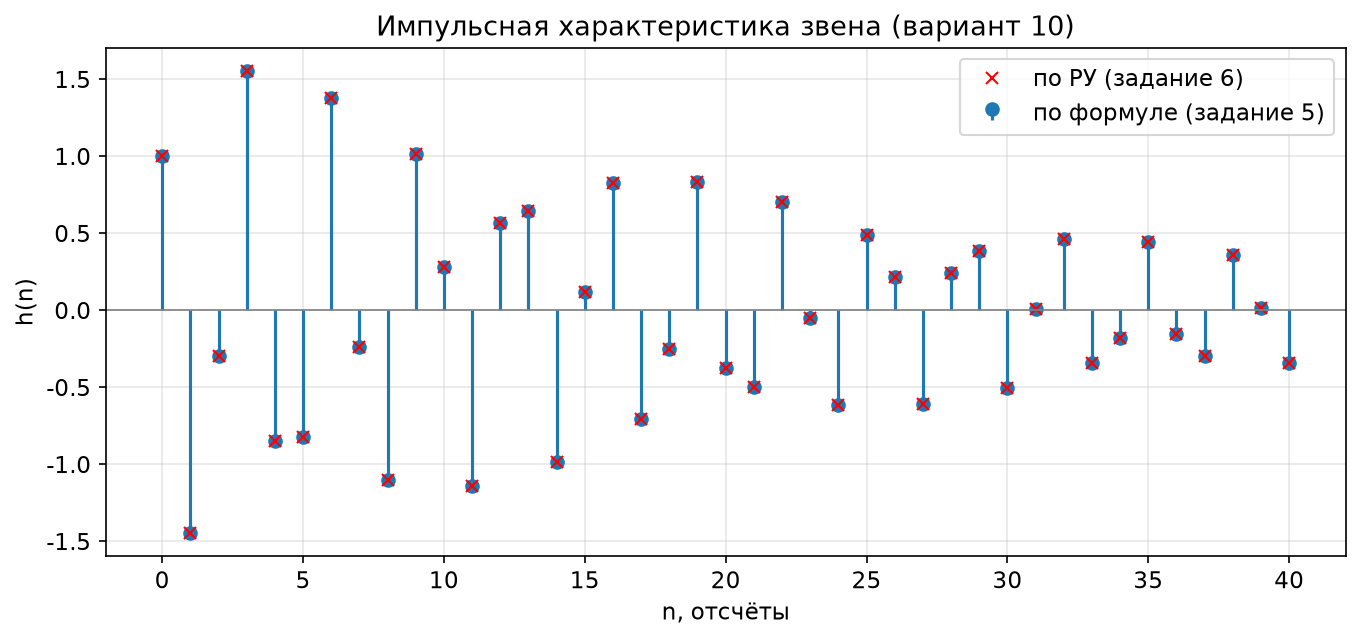 Импульсная характеристика звена (вариант 10)
по РУ (задание 6)
по формуле (задание 5)
h(n)
1.5
1.0
0.5
0.0
-0.5
-1.0
-1.5
0 5 10 15 20 25 30 35 40
n, отсчёты